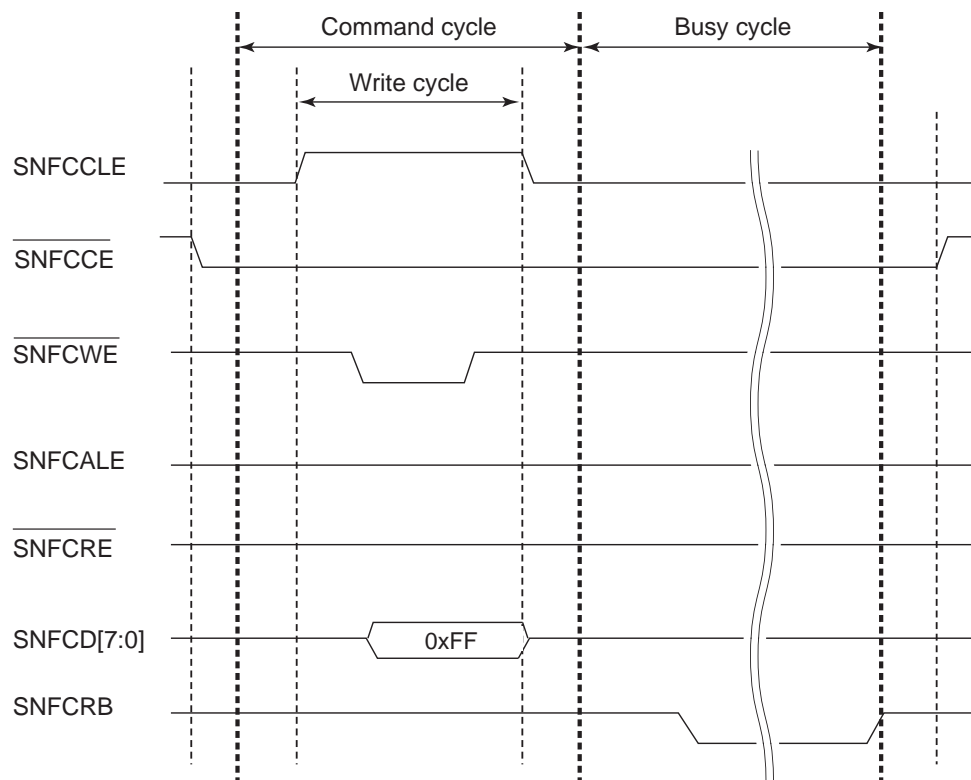 Command cycle
Busy cycle
Write cycle
SNFCCLE
SNFCCE
SNFCWE
SNFCALE
SNFCRE
SNFCD[7:0]
0xFF
SNFCRB